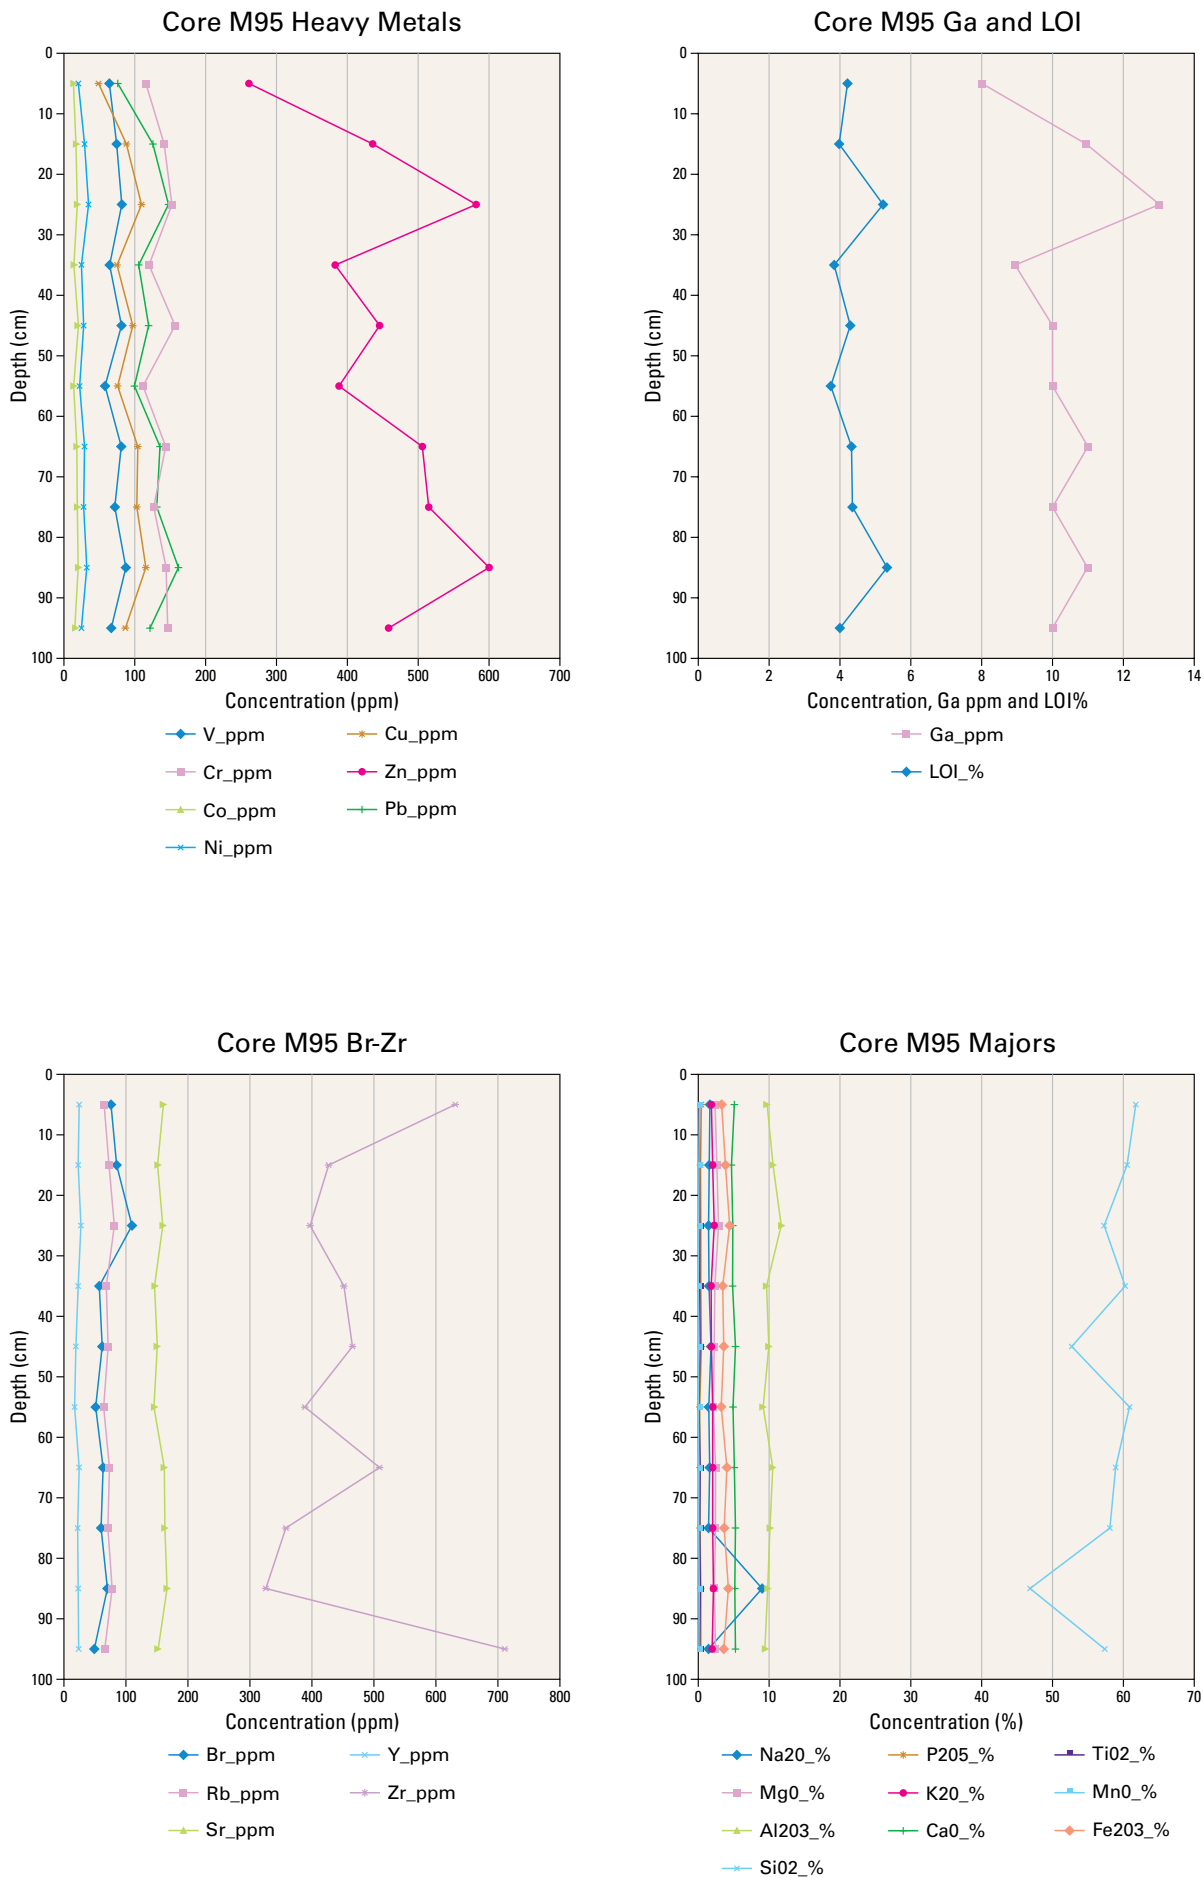 Core M95 Heavy Metals
0
10
20
30
40
50
60
70
80
90
100
Depth (cm)
0 100 200 300 400 500 600 700
Concentration (ppm)
V_ppm Cu_ppm
Cr_ppm Zn_ppm
Co_ppm Pb_ppm
Ni_ppm
Core M95 Ga and LOI
0
10
20
30
40
50
60
70
80
90
100
Depth (cm)
0 2 4 6 8 10 12 14
Concentration, Ga ppm and LOI%
Ga_ppm
LOI_%
Core M95 Br-Zr
0
10
20
30
40
50
60
70
80
90
100
Depth (cm)
0 100 200 300 400 500 600 700 800
Concentration (ppm)
Br_ppm Y_ppm
Rb_ppm Zr_ppm
Sr_ppm
Core M95 Majors
0
10
20
30
40
50
60
70
80
90
100
Depth (cm)
0 10 20 30 40 50 60 70
Concentration (%)
Na20_% P205_% Ti02_%
Mg0_% K20_% Mn0_%
Al203_% Ca0_% Fe203_%
Si02_%